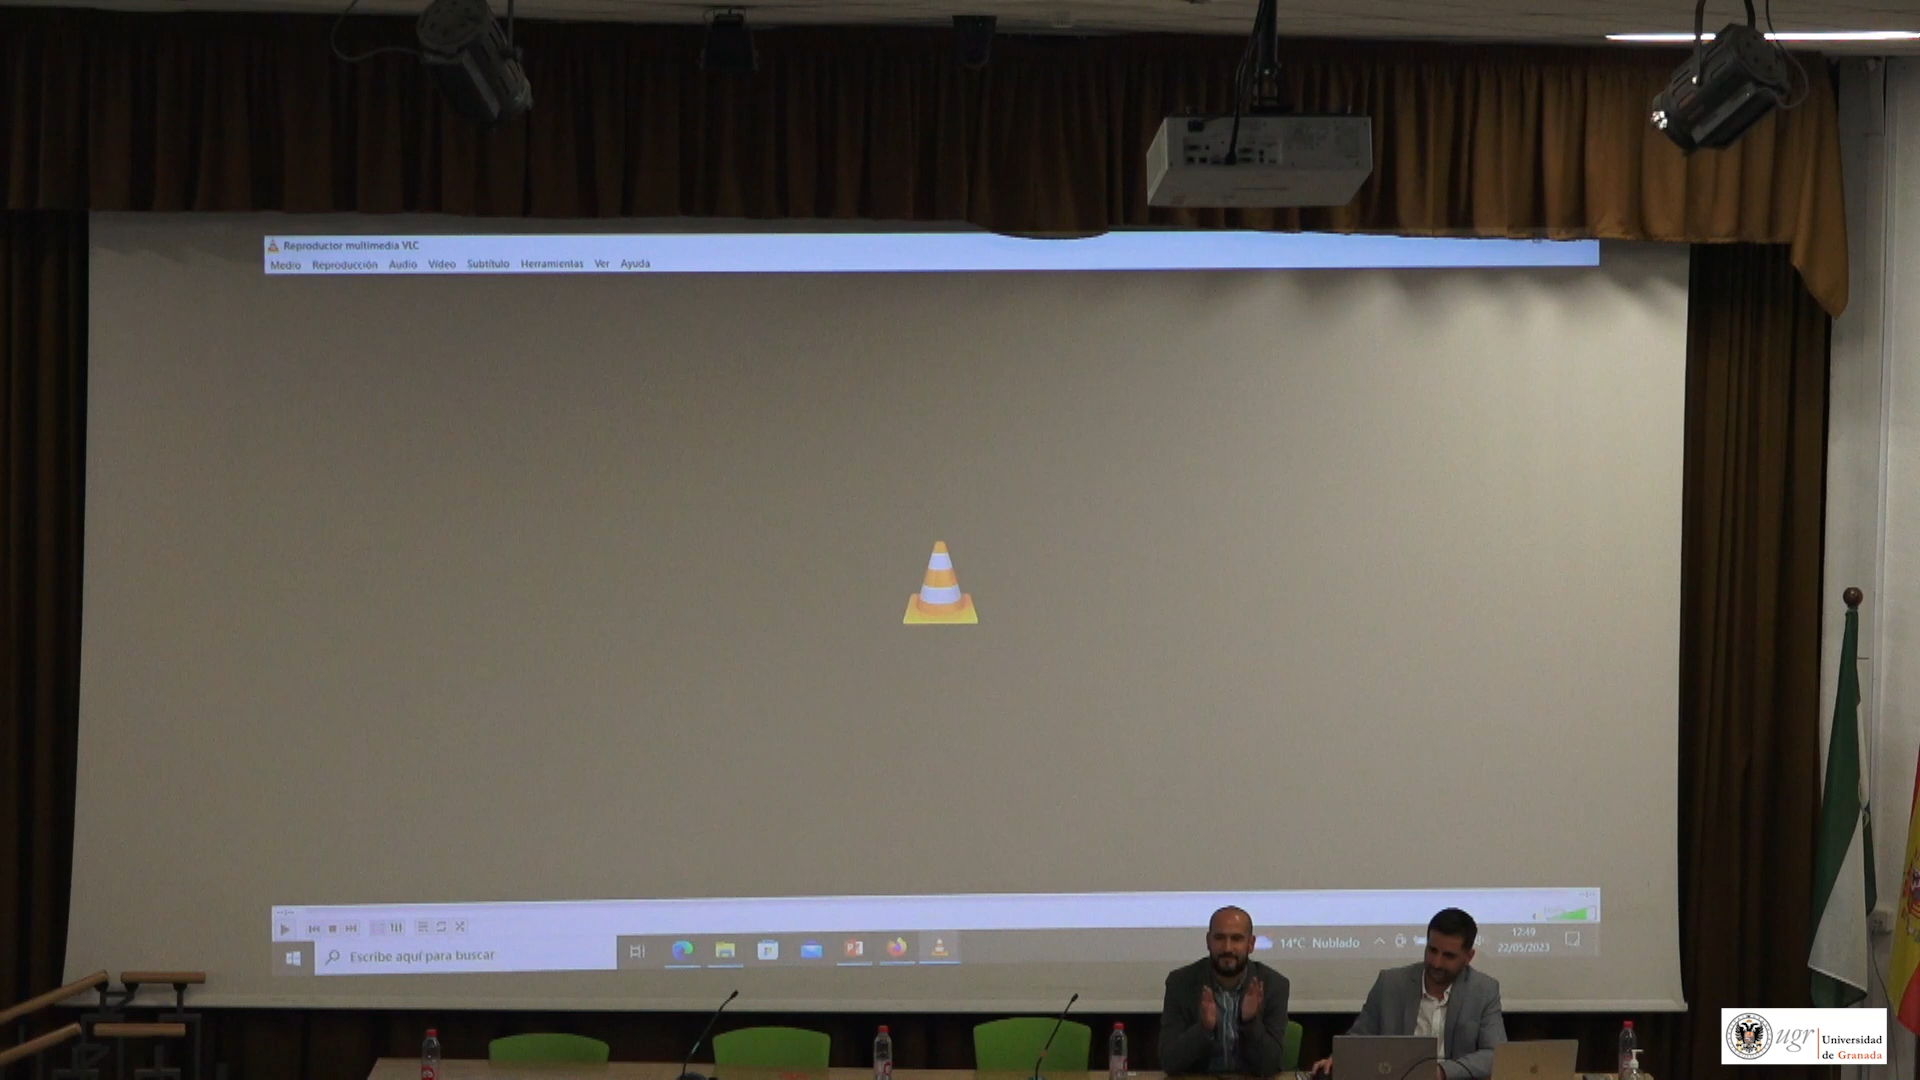 Reproductor multimedia VLC
Medio Reproducción Audio Vídeo Subtítulo Herramientas Ver Ayuda
Escribe aquí para buscar
14°C Nublado
12:49
22/05/2023
ugr Universidad
de Granada